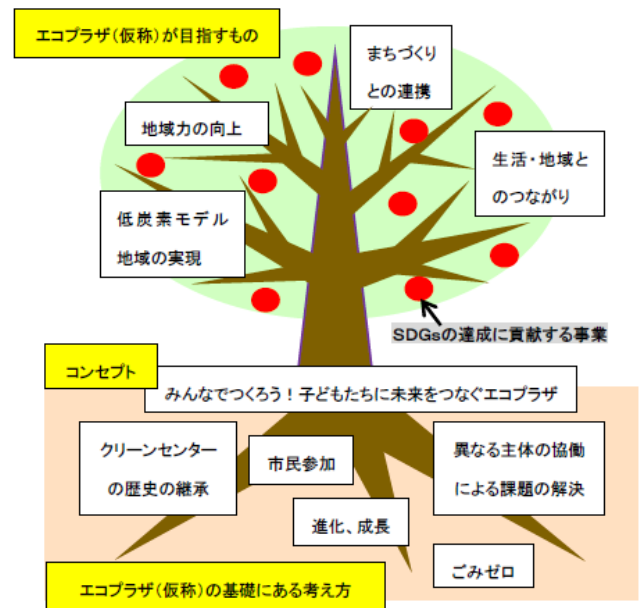 エコプラザ(仮称)が目指すもの
まちづくり
との連携
地域力の向上
生活・地域と
のつながり
低炭素モデル
地域の実現
SDGsの達成に貢献する事業
コンセプト
みんなでつくろう！子どもたちに未来をつなぐエコプラザ
クリーンセンター
の歴史の継承
市民参加
異なる主体の協働
による課題の解決
進化、成長
ごみゼロ
エコプラザ(仮称)の基礎にある考え方